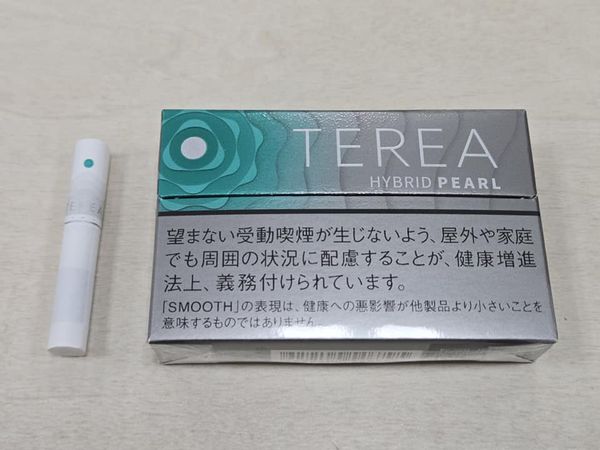 TEREA
TEREA
HYBRID PEARL
望まない受動喫煙が生じないよう、屋外や家庭
でも周囲の状況に配慮することが、健康増進
法上、義務付けられています。
「SMOOTH」の表現は、健康への悪影響が他製品より小さいことを
意味するものではありません。